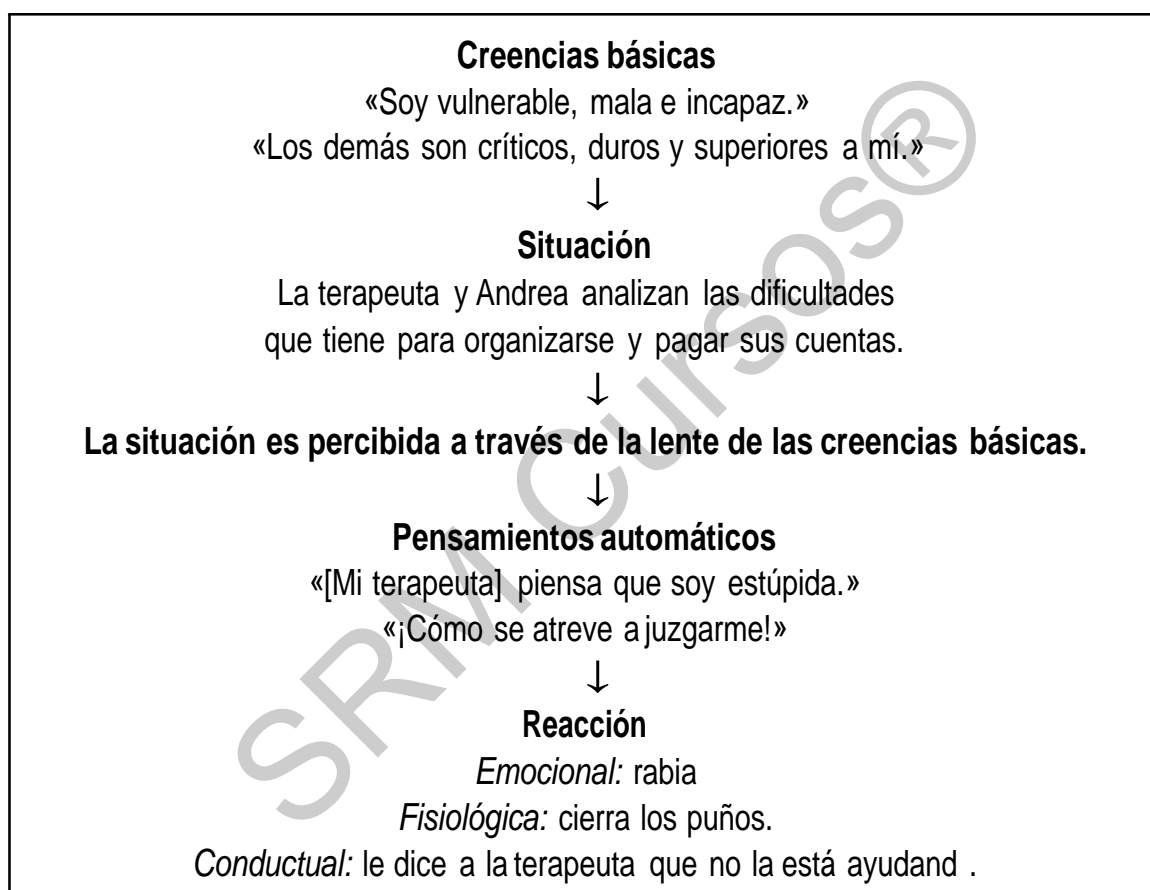 Creencias básicas
«Soy vulnerable, mala e incapaz.»
«Los demás son críticos, duros y superiores a mí.»
↓
Situación
La terapeuta y Andrea analizan las dificultades
que tiene para organizarse y pagar sus cuentas.
↓
La situación es percibida a través de la lente de las creencias básicas.
↓
Pensamientos automáticos
«[Mi terapeuta] piensa que soy estúpida.»
«¡Cómo se atreve a juzgarme!»
↓
Reacción
Emocional: rabia
Fisiológica: cierra los puños.
Conductual: le dice a la terapeuta que no la está ayudand .
SRM Cursos®